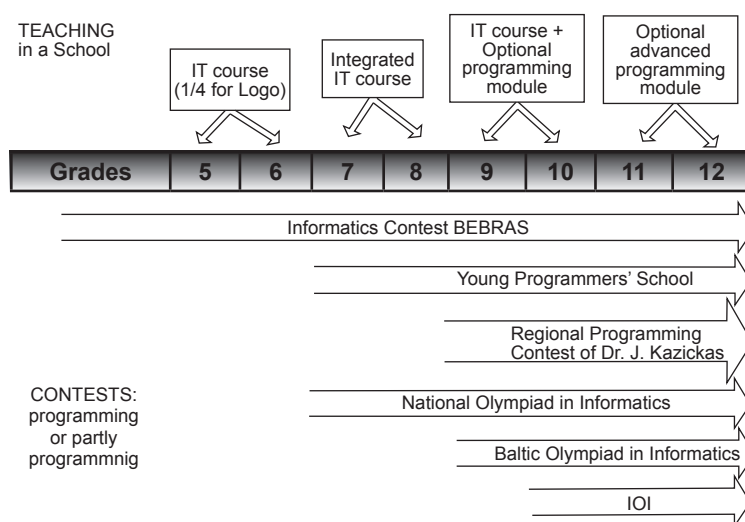 TEACHING
in a School
IT course
(1/4 for Logo)
Integrated
IT course
IT course +
Optional
programming
module
Optional
advanced
programming
module
Grades 5 6 7 8 9 10 11 12
Informatics Contest BEBRAS
Young Programmers' School
Regional Programming
Contest of Dr. J. Kazickas
CONTESTS:
programming
or partly
programmnig
National Olympiad in Informatics
Baltic Olympiad in Informatics
IOI